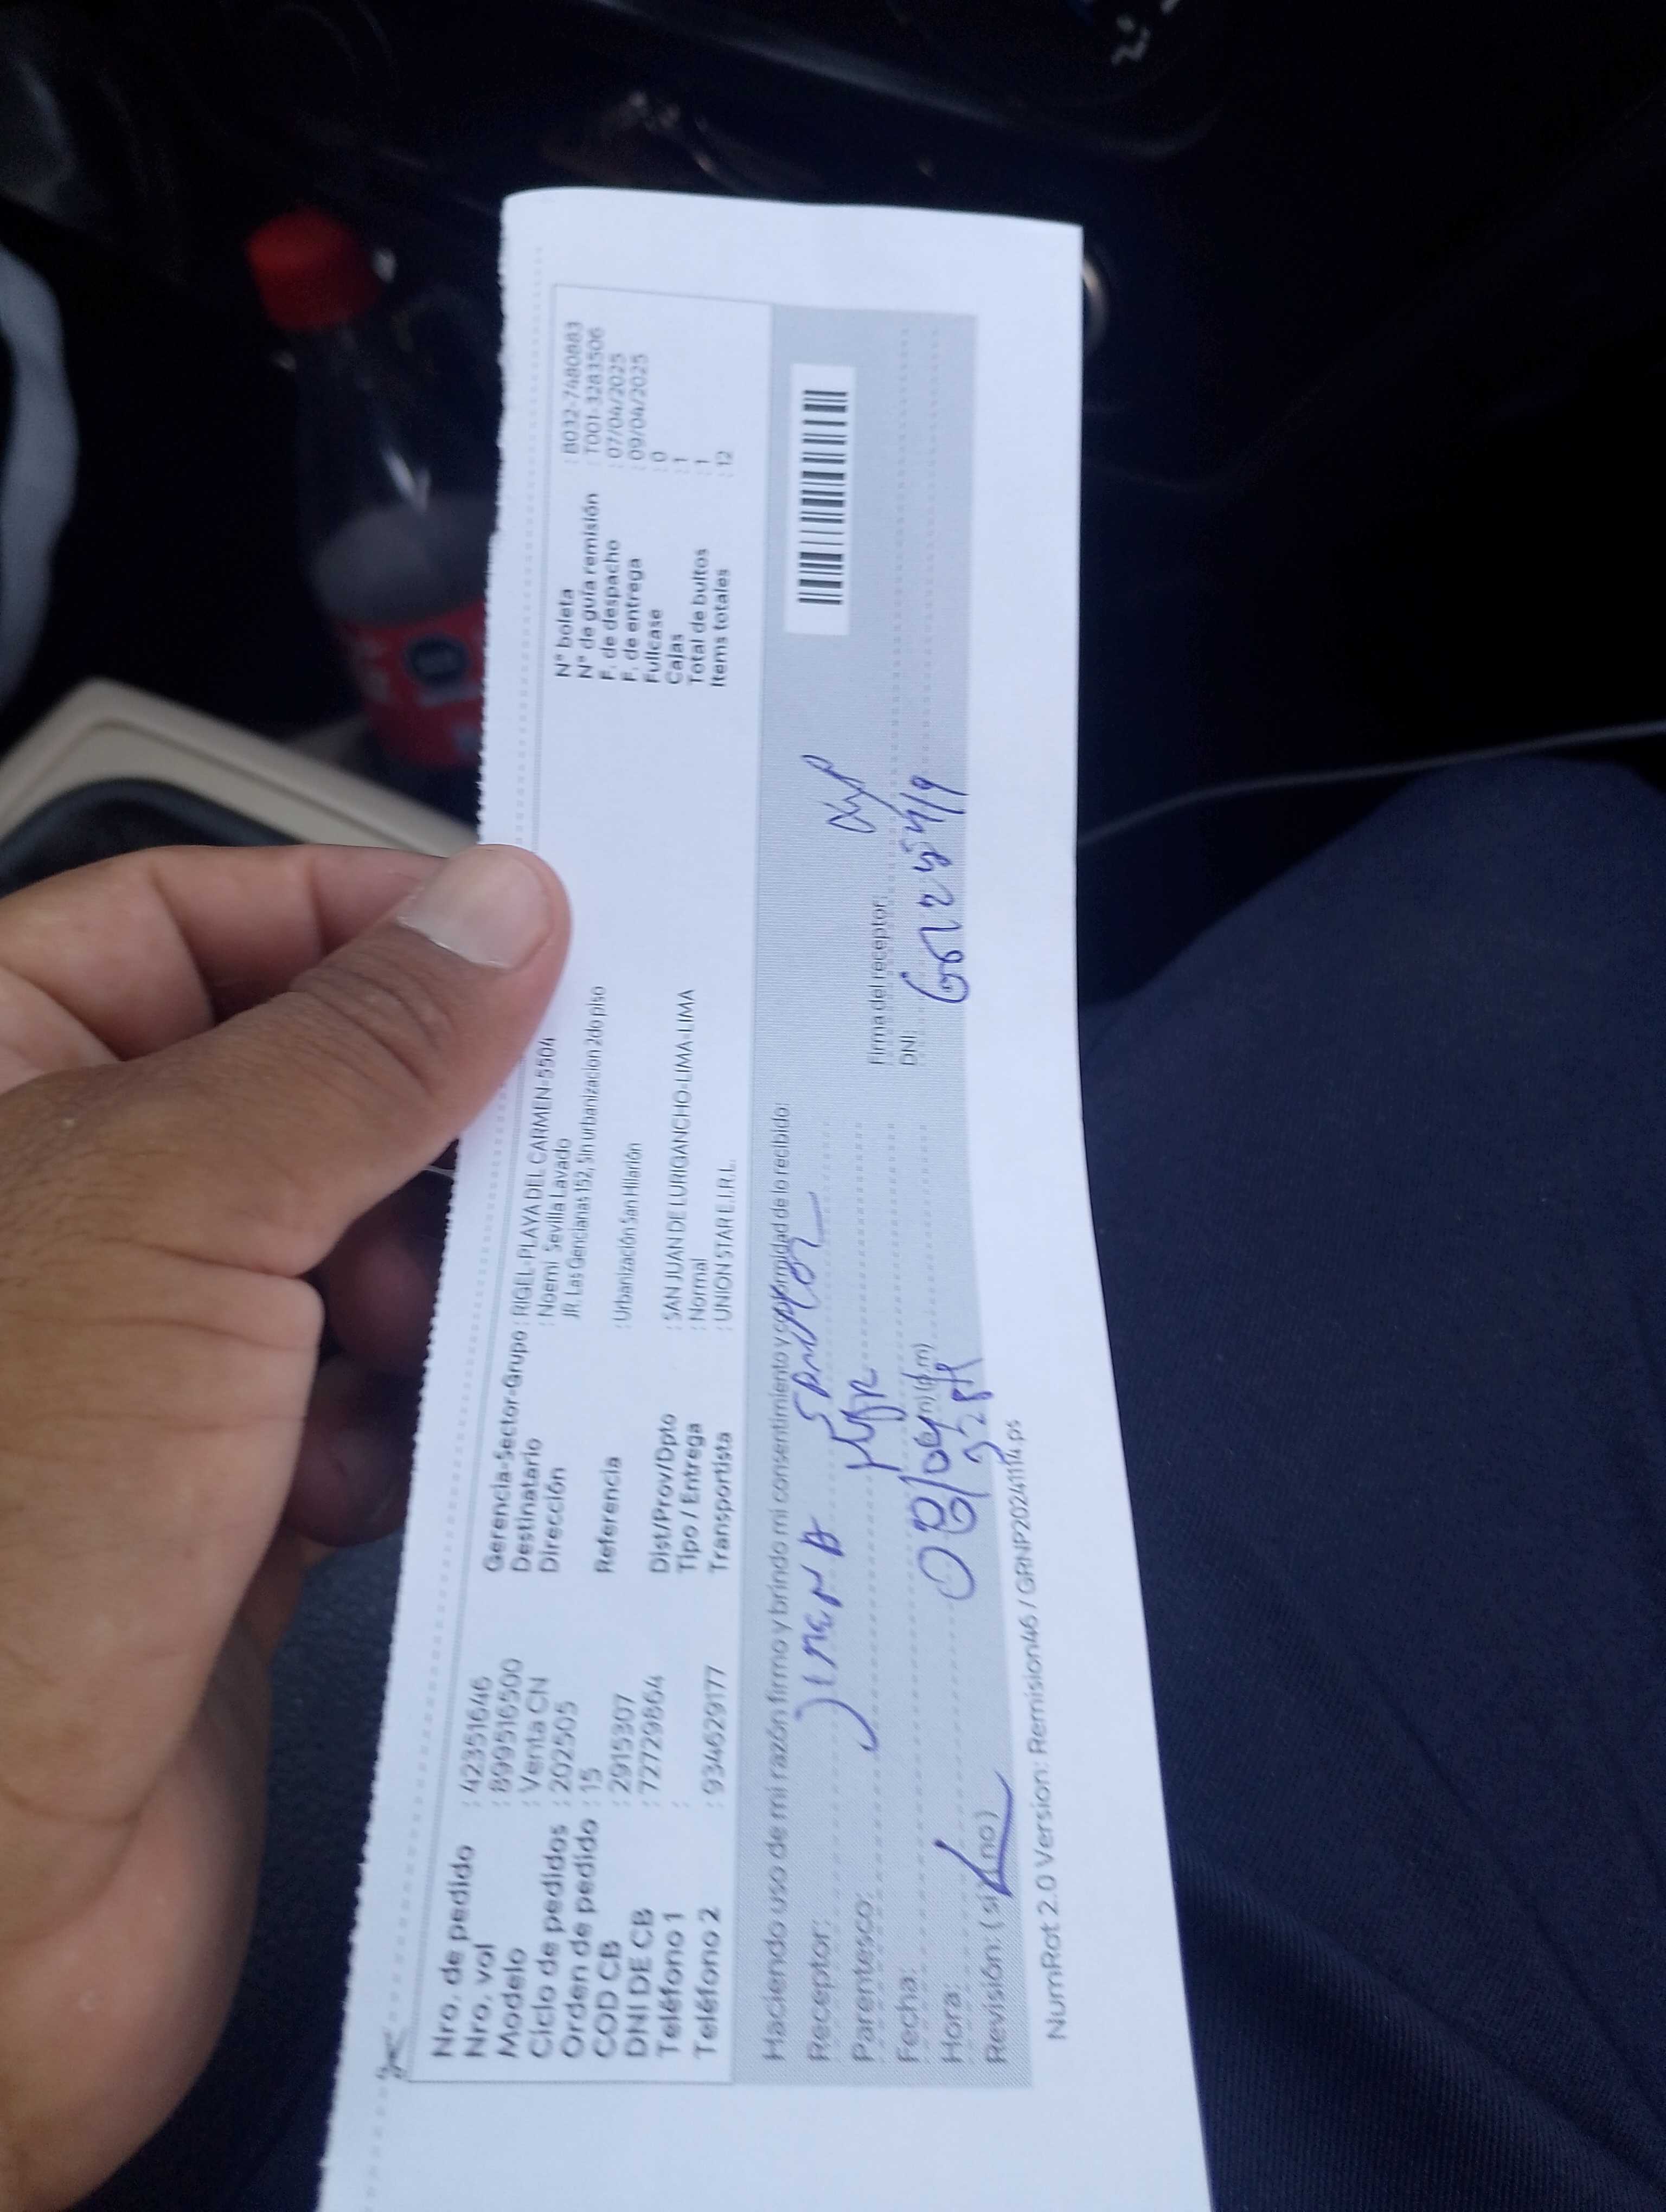 Nro. de pedido : 42351646
Nro. vol : 899516500
Modelo : Venta CN
Ciclo de pedidos : 202505
Orden de pedido : 15
COD CB : 2915307
DNI DE CB : 72729864
Teléfono 1 :
Teléfono 2 : 934629177
Gerencia-Sector-Grupo : RIGEL-PLAYA DEL CARMEN-5504
Destinatario : Noemi Sevilla Lavado
Dirección JR Las Gencianas 152, Sn urbanizacion 2do piso
Referencia : Urbanización San Hilarión
Dist/Prov/Dpto : SAN JUAN DE LURIGANCHO-LIMA-LIMA
Tipo / Entrega : Normal
Transportista : UNION STAR E.I.R.L.
N° boleta : B032-7480883
N° de guía remisión : T001-3283506
F. de despacho : 07/04/2025
F. de entrega : 09/04/2025
Fullcase : 0
Cajas : 1
Total de bultos : 1
Items totales : 12
Haciendo uso de mi razón firmo y brindo mi consentimiento y conformidad de lo recibido:
Receptor:
Parentesco:
Firma del receptor:
Fecha: 08/04
DNI:
Hora: (p.m)
Revisión: (si) (no)
NumRot 2.0 Version: Remision46 / GRNP20241114.ps